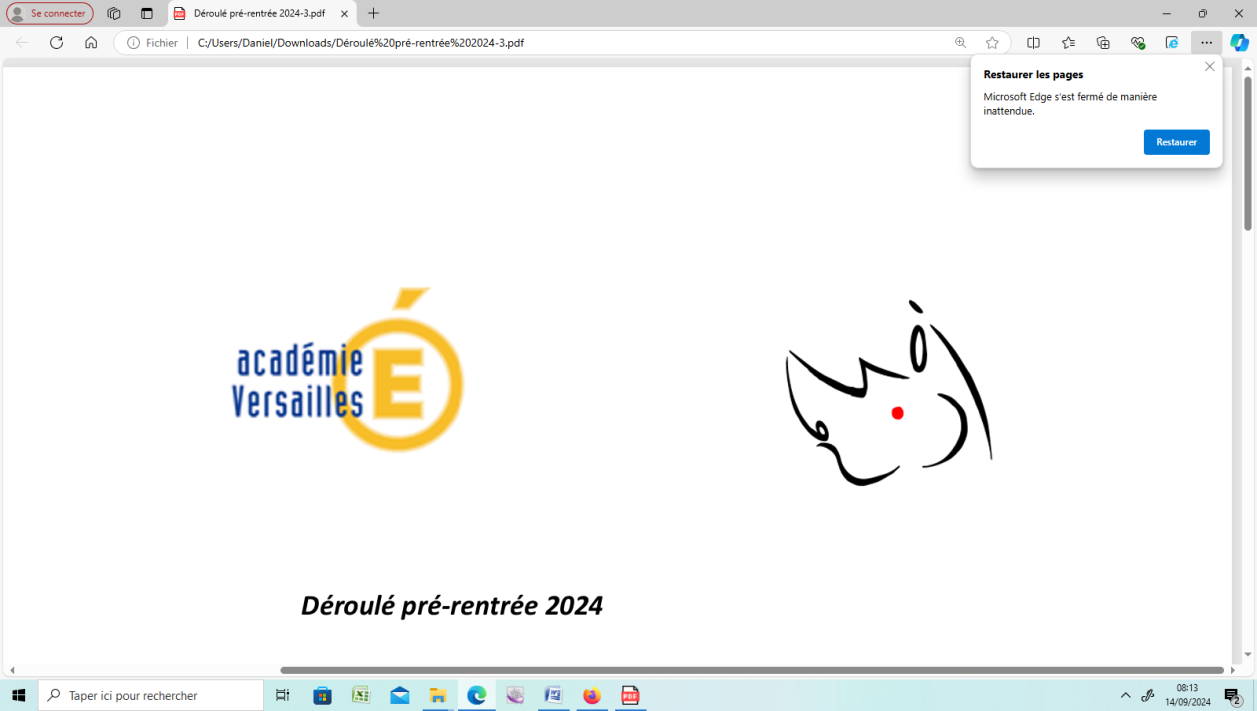 Se connecter
Déroulé pré-rentrée 2024-3.pdf
Fichier
C:/Users/Daniel/Downloads/Déroulé%20pré-rentrée%202024-3.pdf
Restaurer les pages
Microsoft Edge s'est fermé de manière
inattendue.
Restaurer
académie
Versailles
É
Déroulé pré-rentrée 2024
Taper ici pour rechercher
PDF
08:13
14/09/2024
2